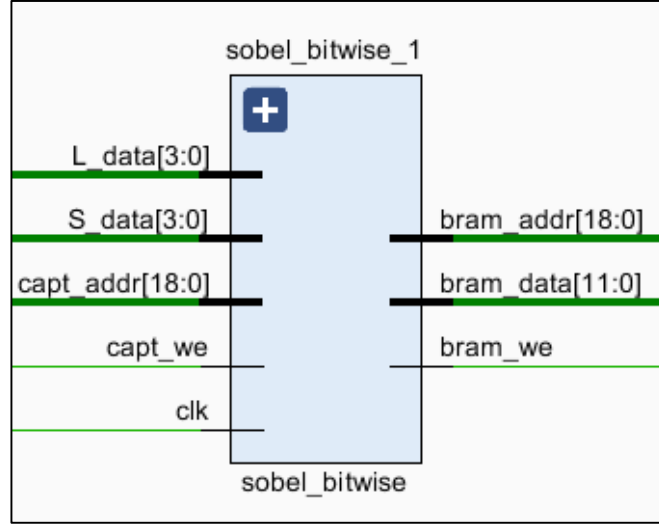 sobel_bitwise_1
L_data[3:0]
S_data[3:0]
bram_addr[18:0]
capt_addr[18:0]
bram_data[11:0]
capt_we
bram_we
clk
sobel_bitwise